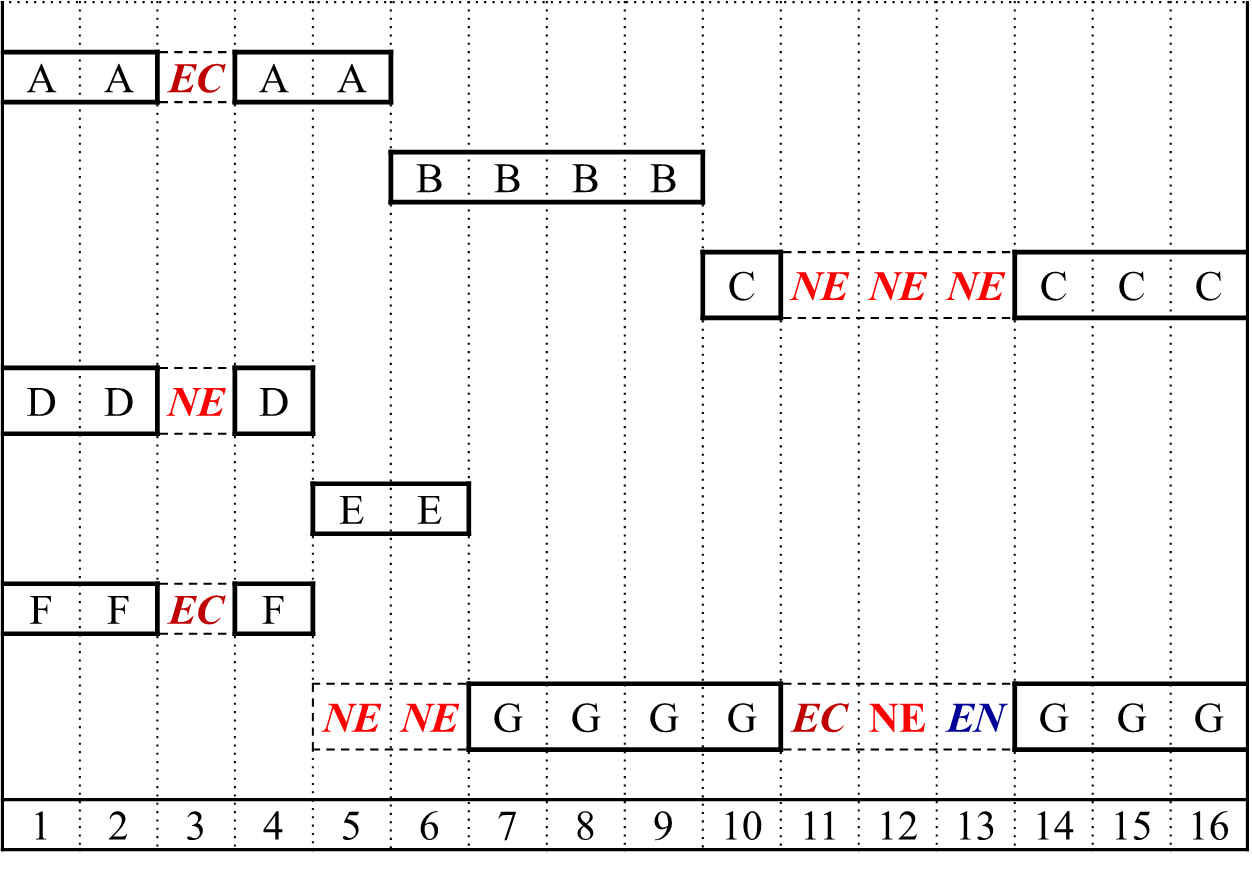 A A EC A A
B B B B
C NE NE NE C C C
D D NE D
E E
F F EC F
NE NE G G G G EC NE EN G G G
1 2 3 4 5 6 7 8 9 10 11 12 13 14 15 16